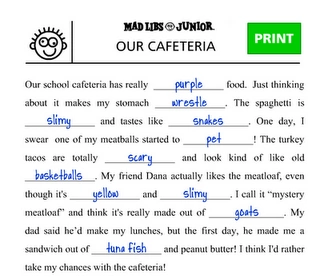 MAD LIBS JUNIOR.
OUR CAFETERIA
PRINT
Our school cafeteria has really purple food. Just thinking
about it makes my stomach wrestle. The spaghetti is
slimy and tastes like snakes. One day, I
swear one of my meatballs started to pet! The turkey
tacos are totally scary and look kind of like old
basketballs. My friend Dana actually likes the meatloaf, even
though it's yellow and slimy. I call it "mystery
meatloaf" and think it's really made out of goats. My
dad said he'd make my lunches, but the first day, he made me a
sandwich out of tuna fish and peanut butter! I think I'd rather
take my chances with the cafeteria!